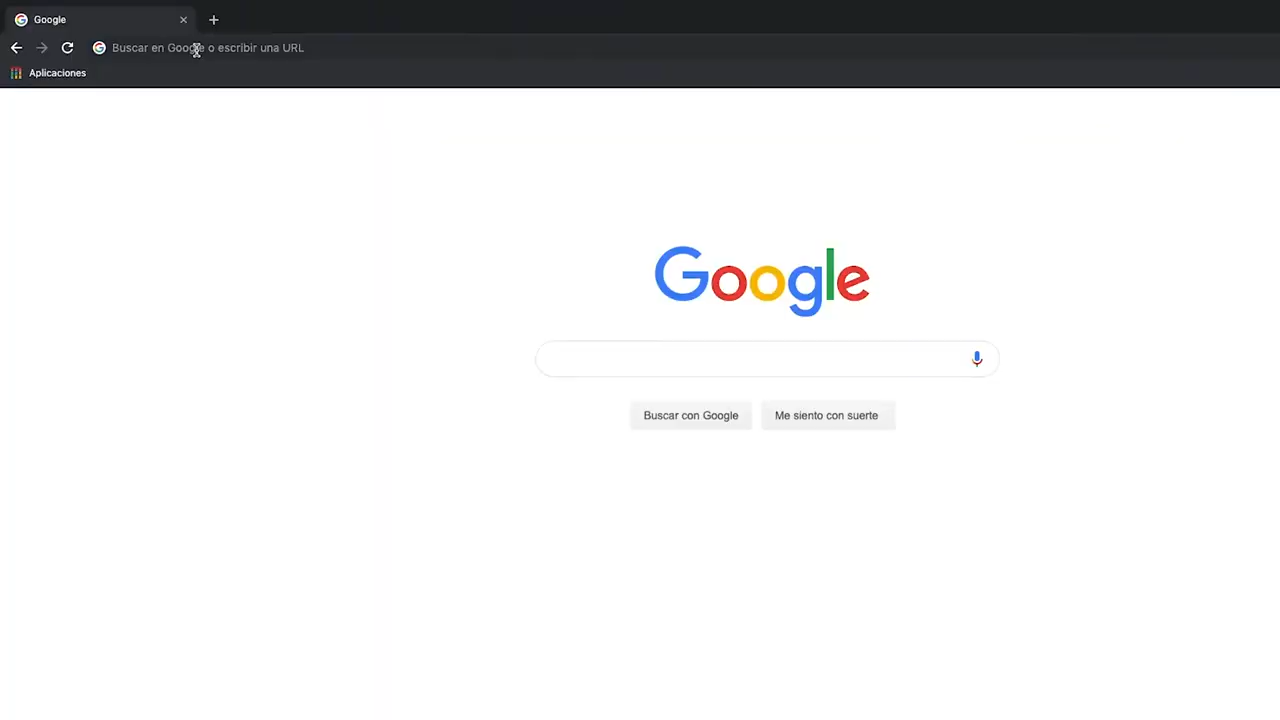 Google
Buscar en Google o escribir una URL
Aplicaciones
Google
Buscar con Google
Me siento con suerte